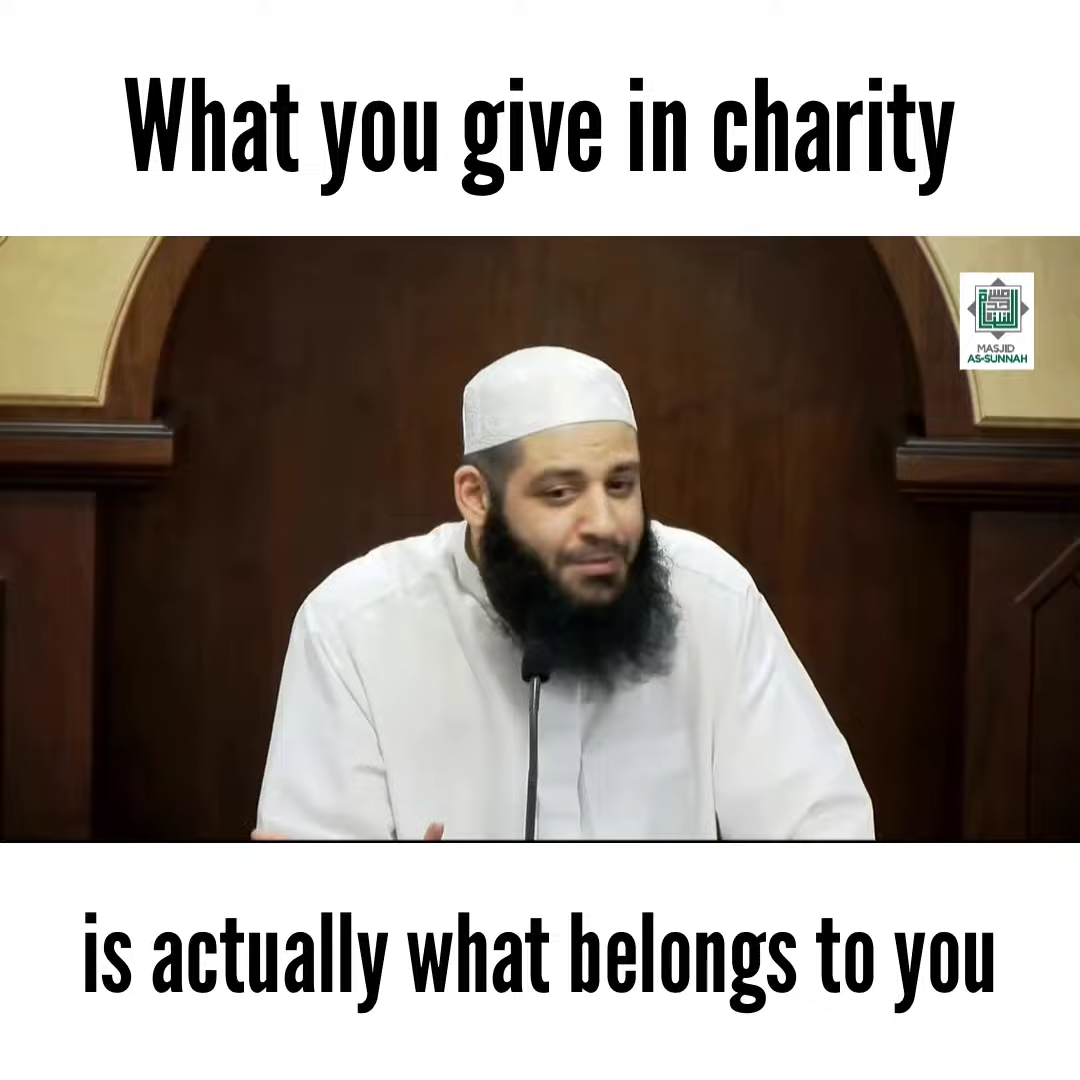 What you give in charity
MASJID
AS-SUNNAH
is actually what belongs to you